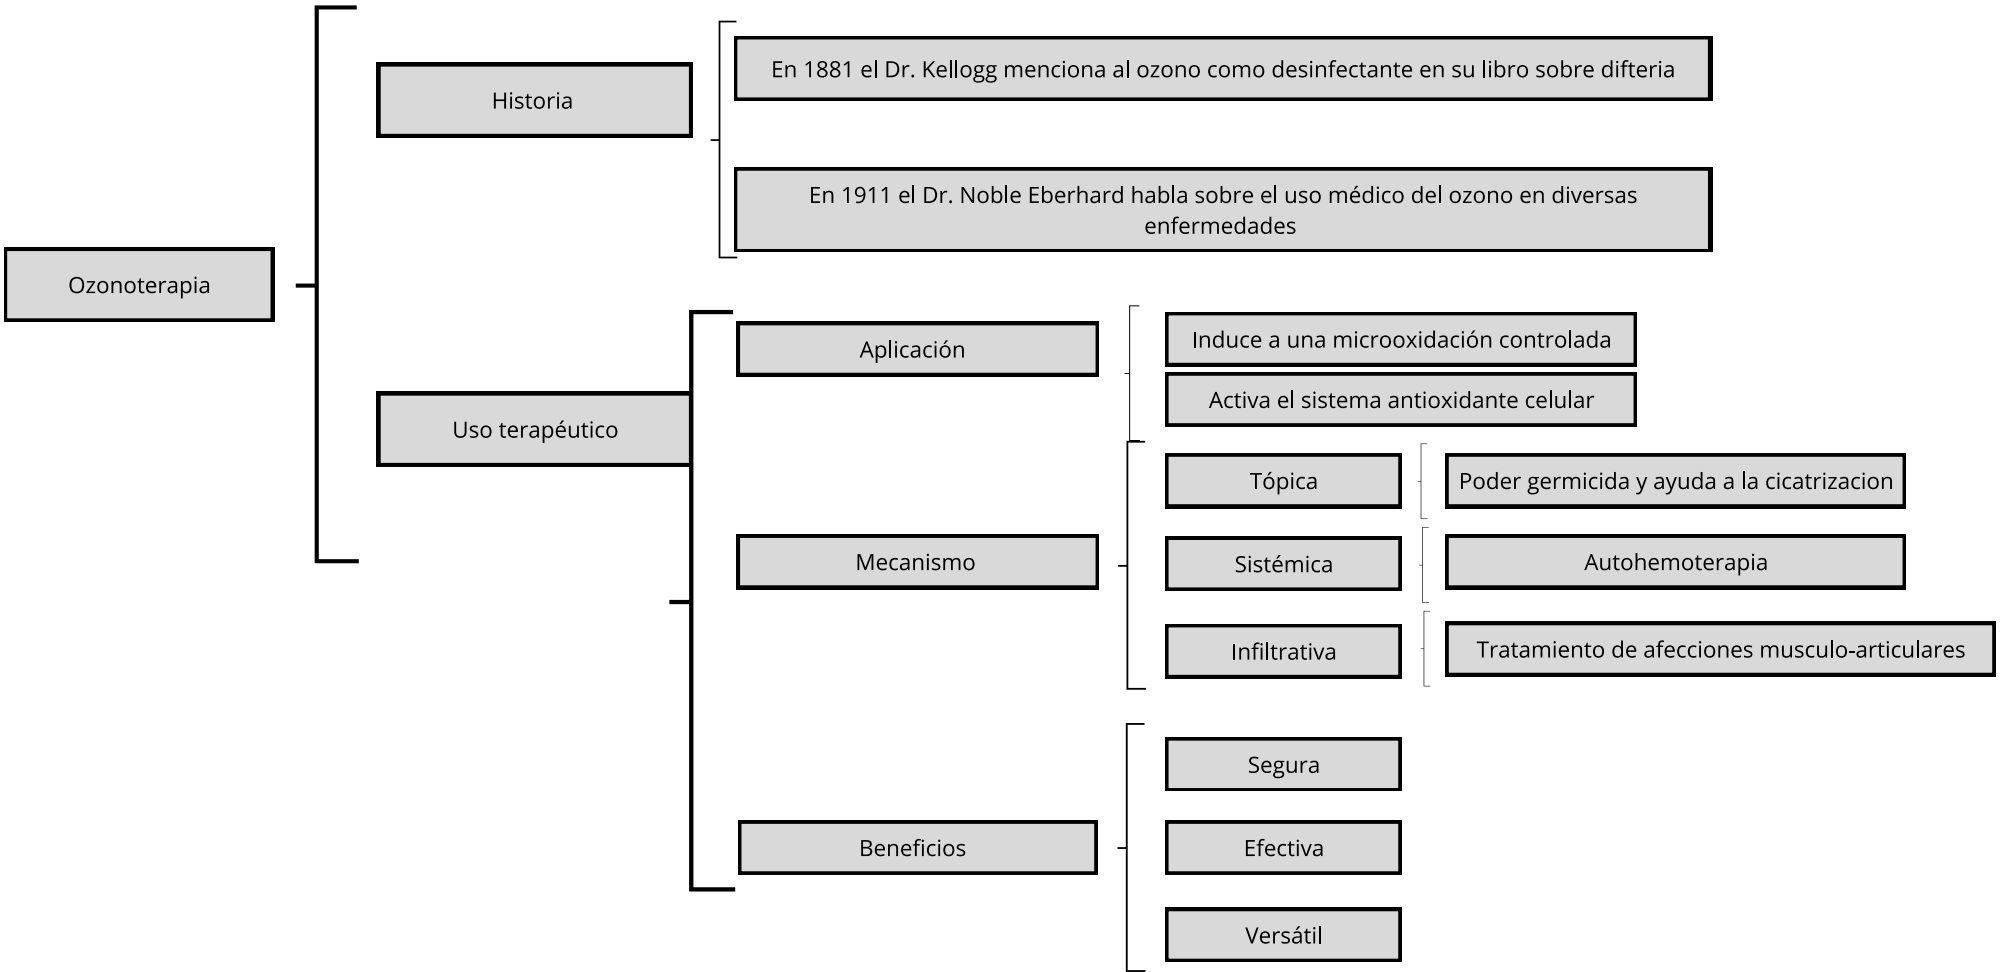 Ozonoterapia
Historia
En 1881 el Dr. Kellogg menciona al ozono como desinfectante en su libro sobre difteria
En 1911 el Dr. Noble Eberhard habla sobre el uso médico del ozono en diversas
enfermedades
Uso terapéutico
Aplicación
Induce a una microoxidación controlada
Activa el sistema antioxidante celular
Mecanismo
Tópica
Poder germicida y ayuda a la cicatrizacion
Sistémica
Autohemoterapia
Infiltrativa
Tratamiento de afecciones musculo-articulares
Beneficios
Segura
Efectiva
Versátil